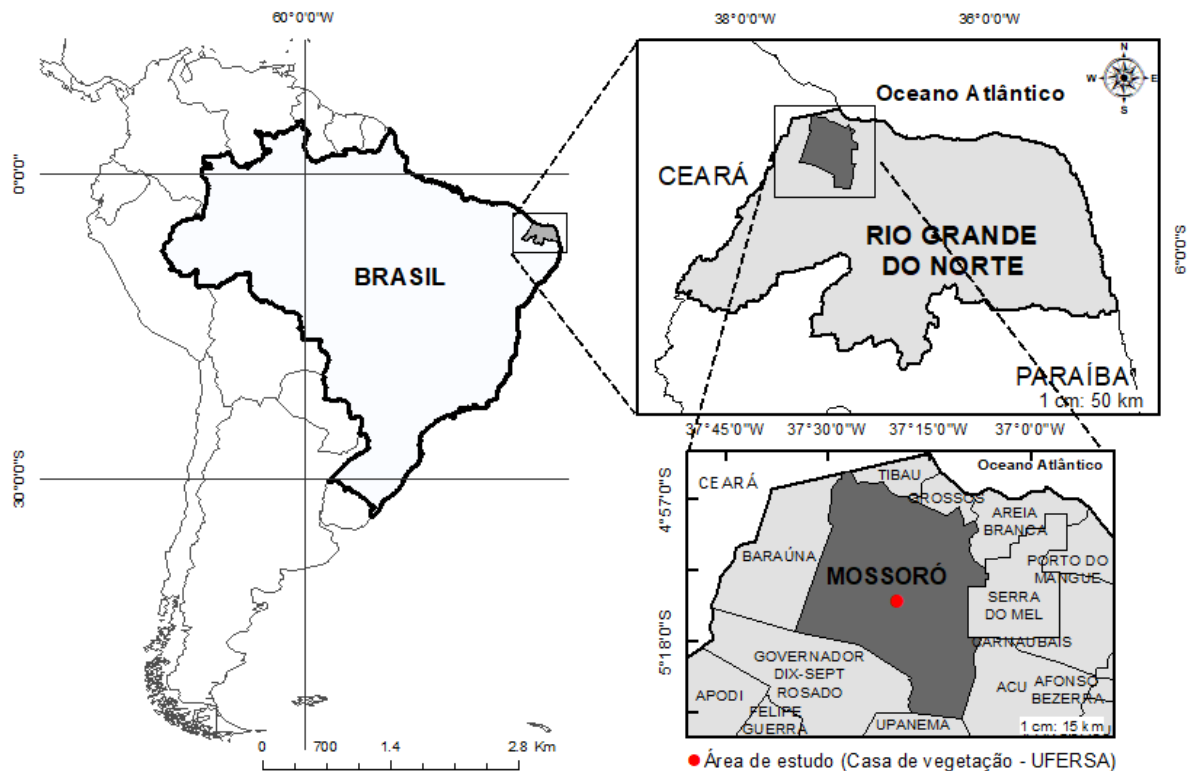 60°0'0"W
38°0'0"W
36°0'0"W
0°0'0"
30°0'0"S
BRASIL
0
700
1.4
2.8 Km
N
W
E
S
Oceano Atlântico
CEARÁ
RIO GRANDE
DO NORTE
6°0'0"S
PARAÍBA
1 cm: 50 km
37°45'0"W
37°30'0"W
37°15'0"W
37°0'0"W
4°57'0"S
5°18'0"S
CEARÁ
Oceano Atlântico
TIBAU
GROSSOS
AREIA
BRANCA
BARAÚNA
MOSSORÓ
PORTO DO
MANGUE
SERRA
DO MEL
CARNAUBAIS
GOVERNADOR
DIX-SEPT
ROSADO
APODI
FELIPE
GUERRA
UPANEMA
ACU
AFONSO
BEZERRA
1 cm: 15 km
Área de estudo (Casa de vegetação - UFERSA)